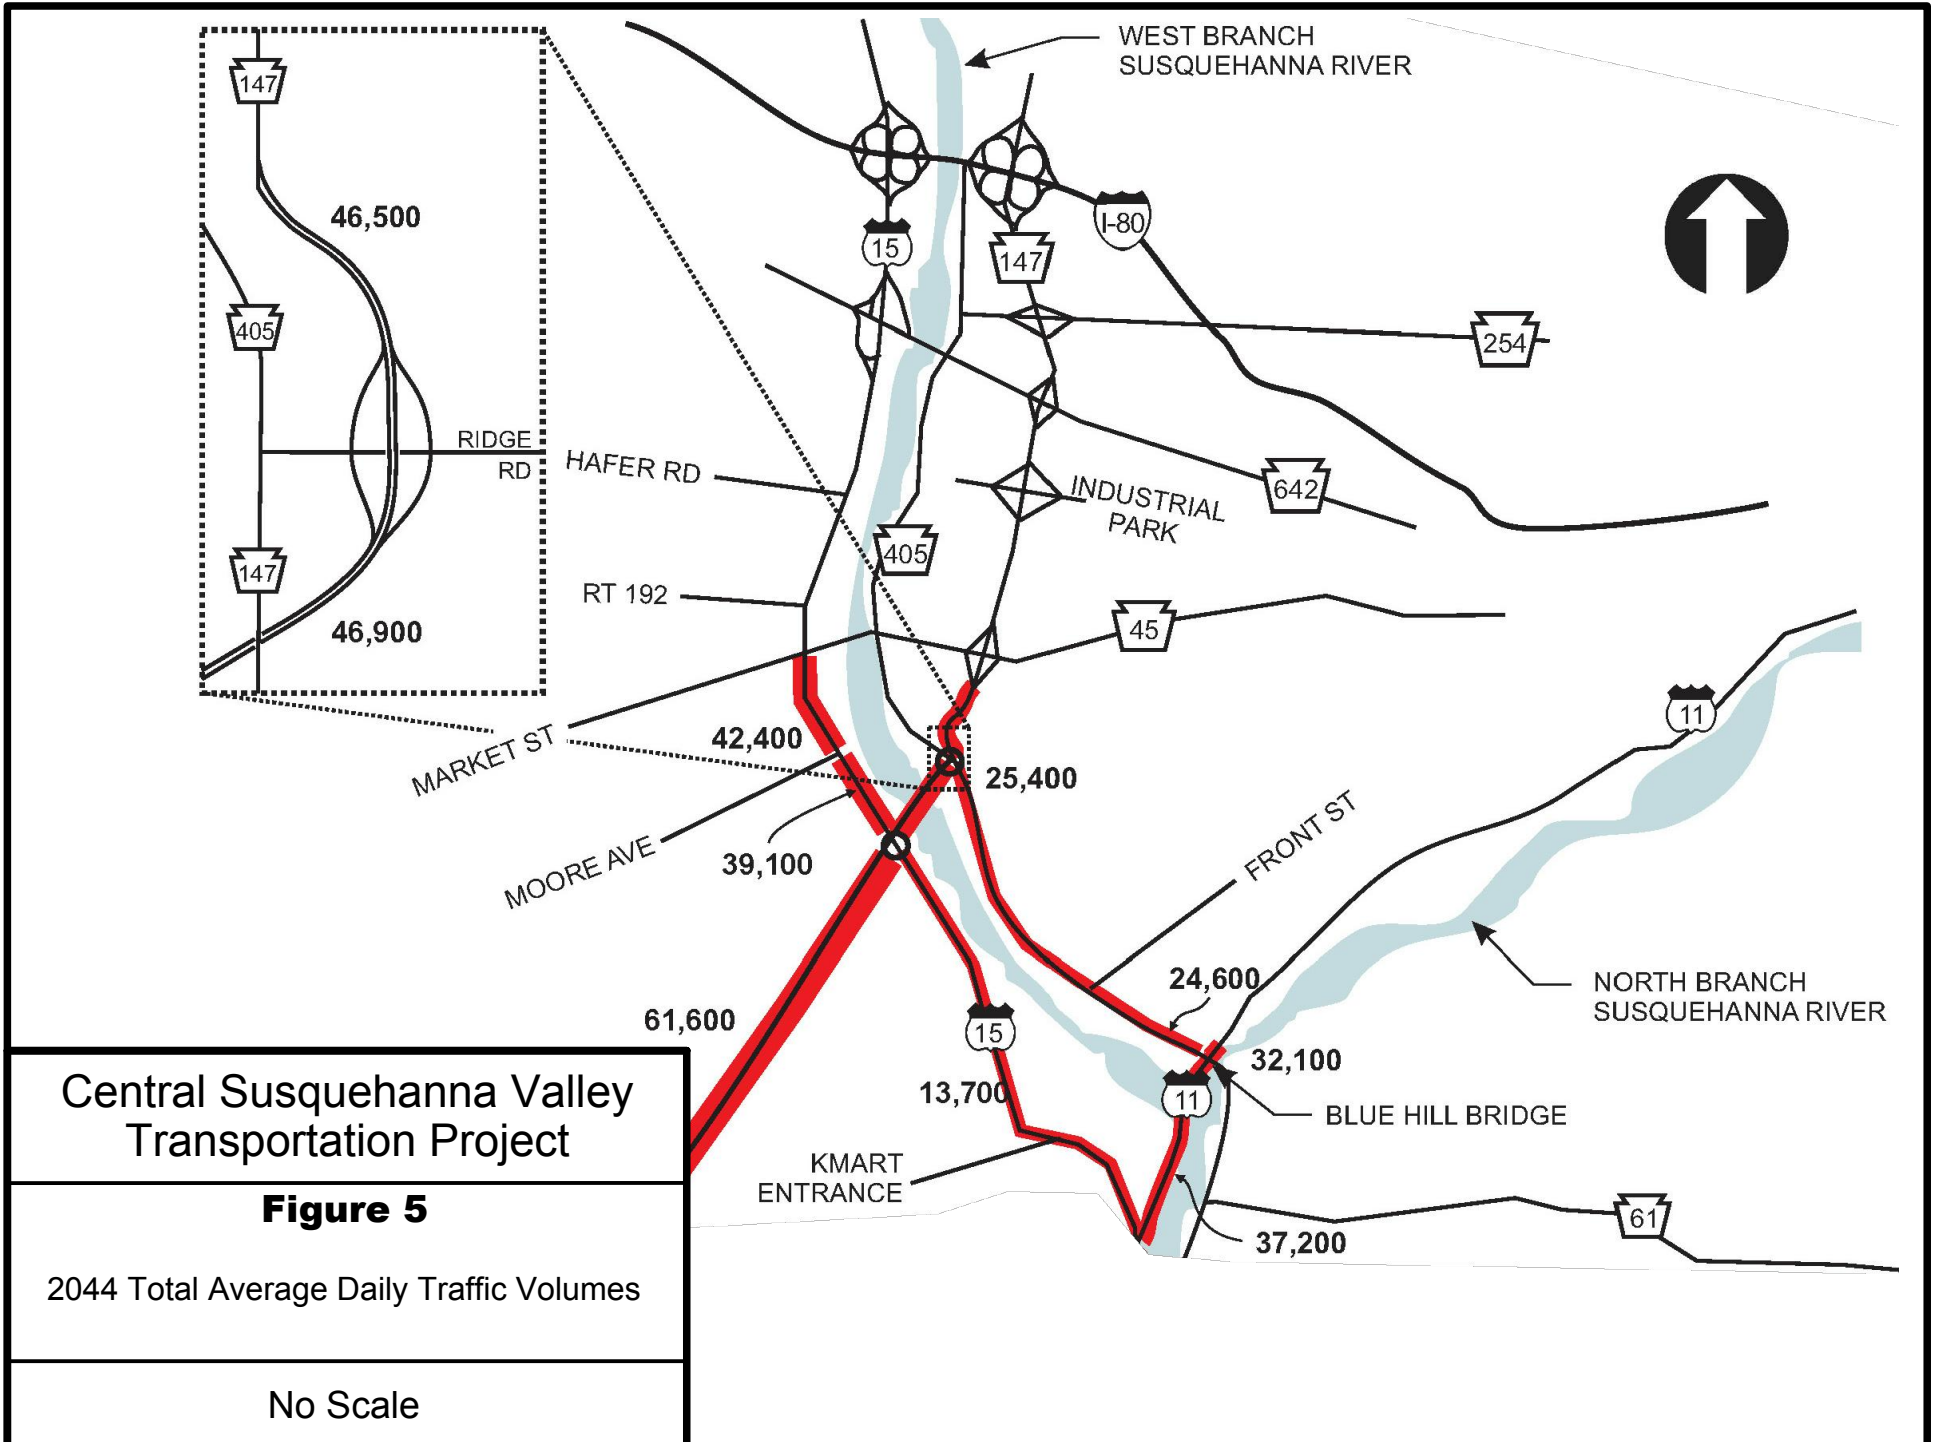 WEST BRANCH
SUSQUEHANNA RIVER
147
46,500
15
147
I-80
405
254
RIDGE
RD
HAFER RD
INDUSTRIAL
PARK
642
405
147
RT 192
45
46,900
11
MARKET ST
42,400
25,400
MOORE AVE
39,100
FRONT ST
24,600
NORTH BRANCH
SUSQUEHANNA RIVER
61,600
15
32,100
13,700
11
BLUE HILL BRIDGE
KMART
ENTRANCE
61
37,200
Central Susquehanna Valley
Transportation Project
Figure 5
2044 Total Average Daily Traffic Volumes
No Scale